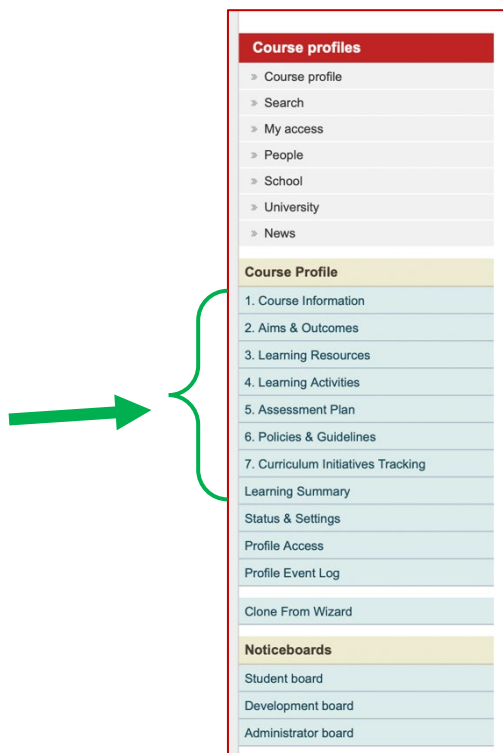 Course profiles
» Course profile
» Search
» My access
» People
» School
» University
» News
Course Profile
1. Course Information
2. Aims & Outcomes
3. Learning Resources
4. Learning Activities
5. Assessment Plan
6. Policies & Guidelines
7. Curriculum Initiatives Tracking
Learning Summary
Status & Settings
Profile Access
Profile Event Log
Clone From Wizard
Noticeboards
Student board
Development board
Administrator board